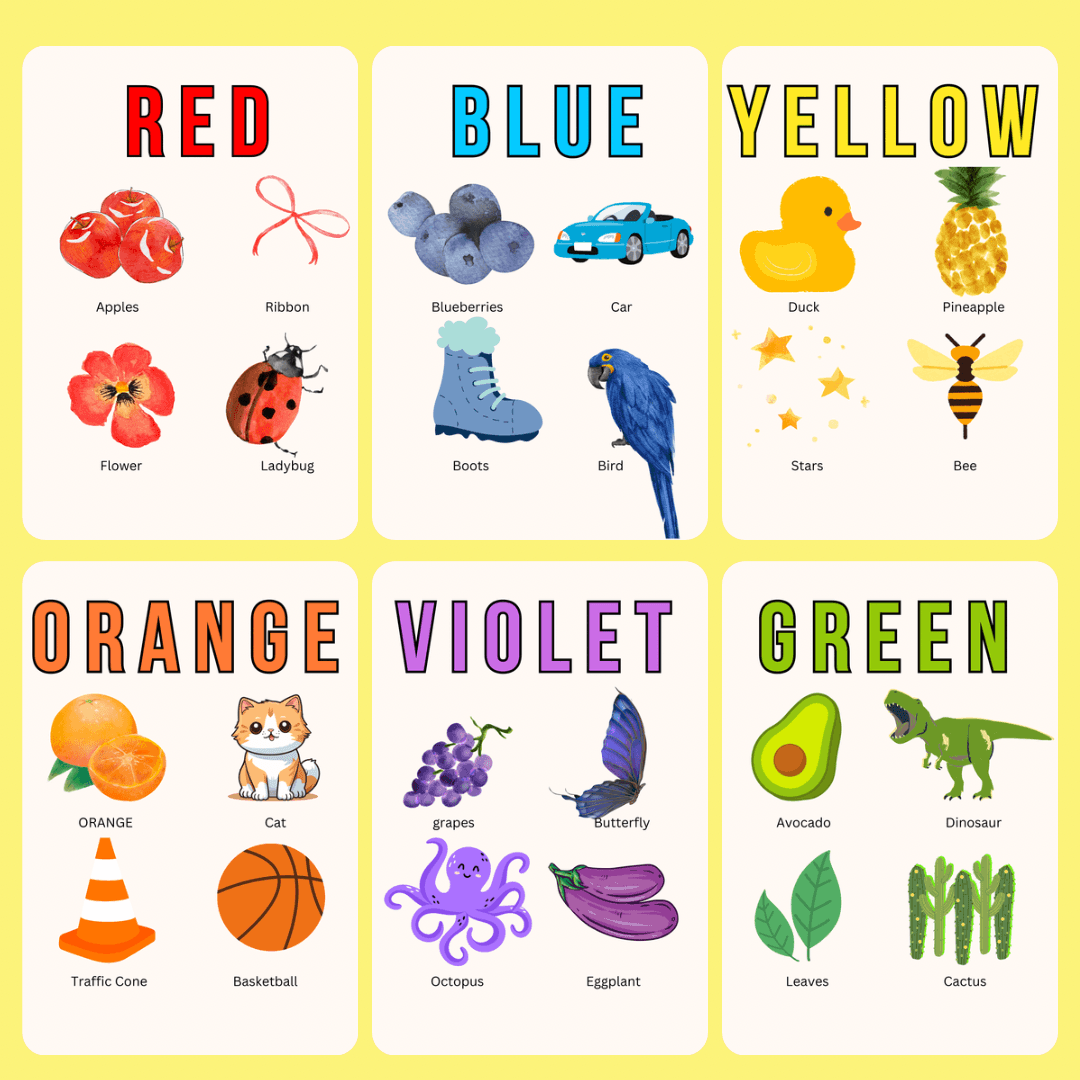 RED
Apples
Ribbon
Flower
Ladybug
BLUE
Blueberries
Car
Boots
Bird
YELLOW
Duck
Pineapple
Stars
Bee
ORANGE
ORANGE
Cat
Traffic Cone
Basketball
VIOLET
grapes
Butterfly
Octopus
Eggplant
GREEN
Avocado
Dinosaur
Leaves
Cactus